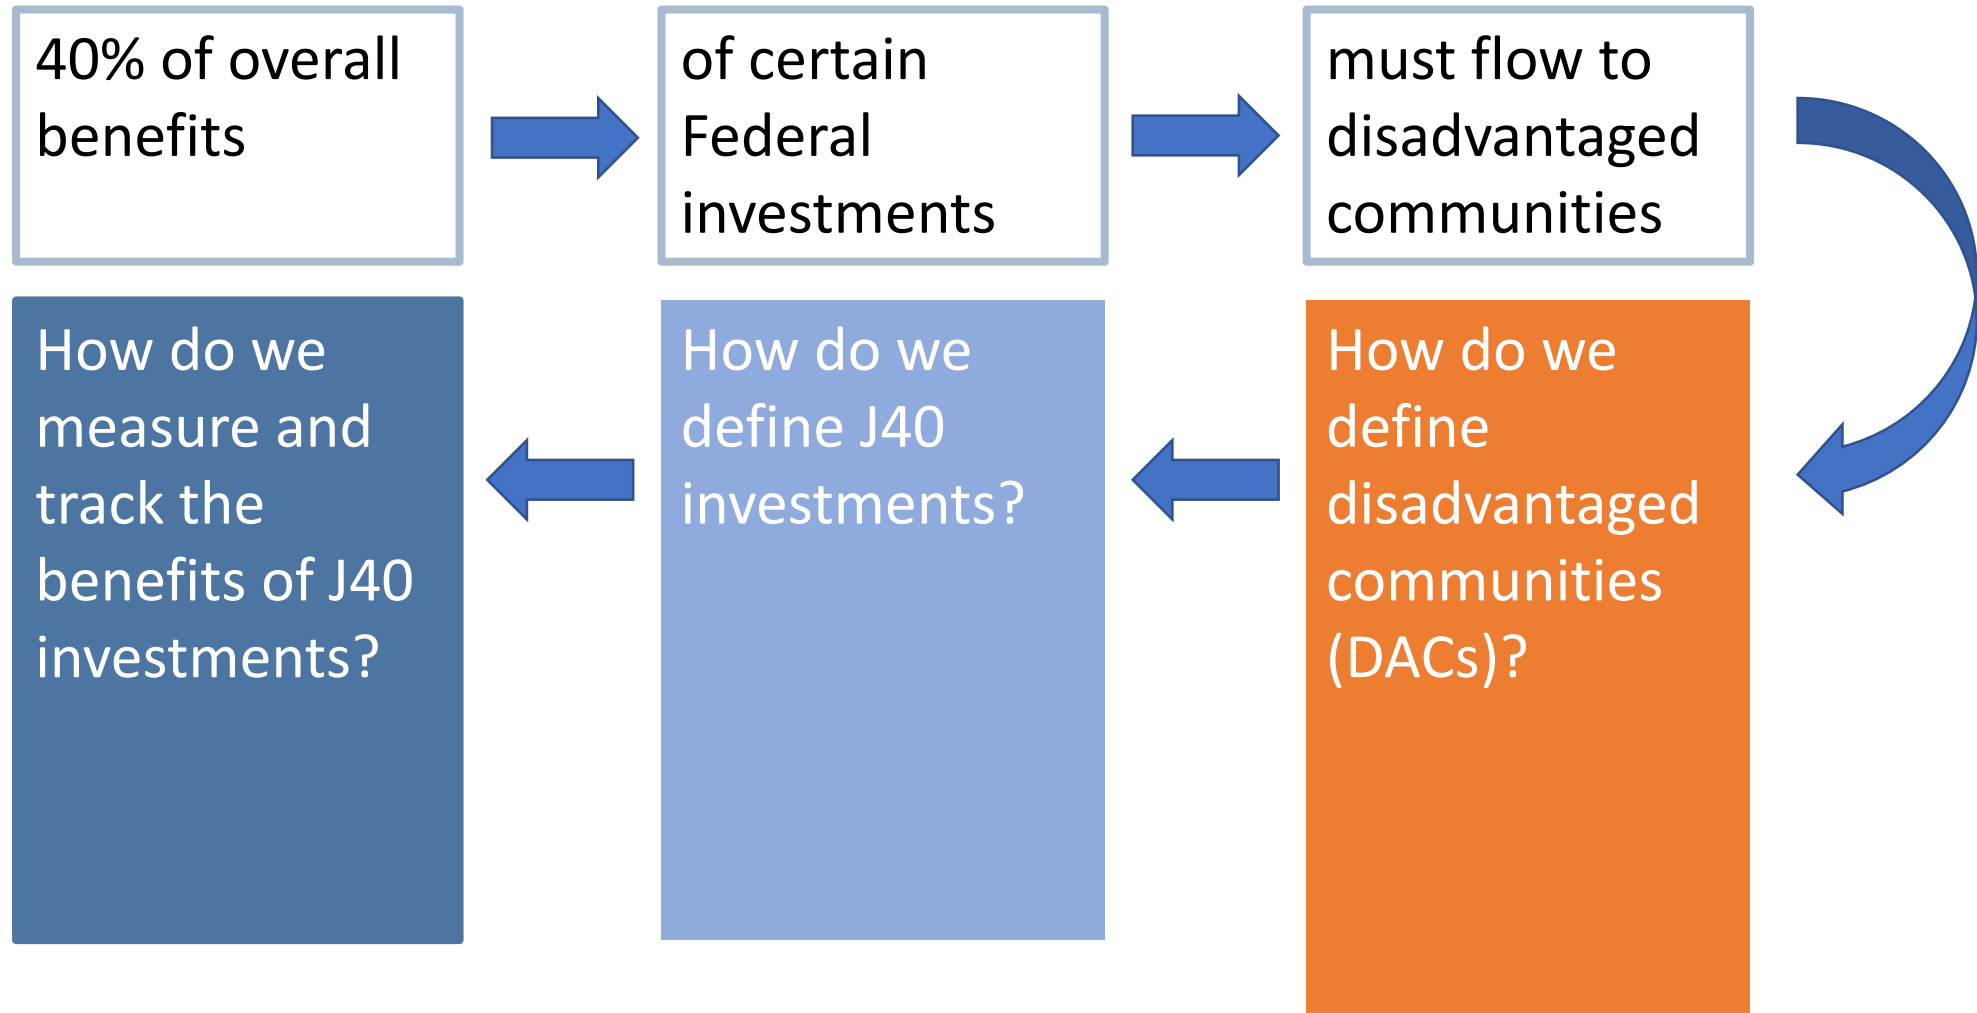 40% of overall
benefits
of certain
Federal
investments
must flow to
disadvantaged
communities
How do we
measure and
track the
benefits of J40
investments?
How do we
define J40
investments?
How do we
define
disadvantaged
communities
(DACs)?